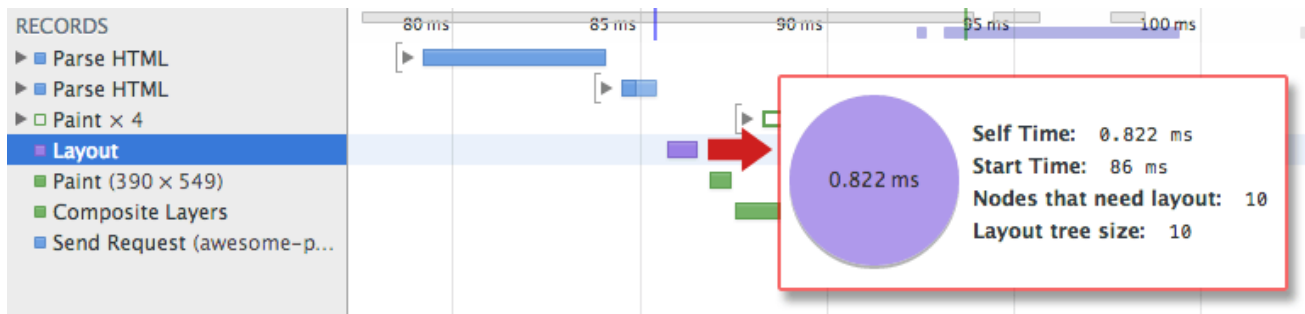 RECORDS
80 ms 85 ms 90 ms 95 ms 100 ms
Parse HTML
Parse HTML
Paint × 4
Layout
Paint (390 × 549)
Composite Layers
Send Request (awesome-p...
0.822 ms
Self Time: 0.822 ms
Start Time: 86 ms
Nodes that need layout: 10
Layout tree size: 10